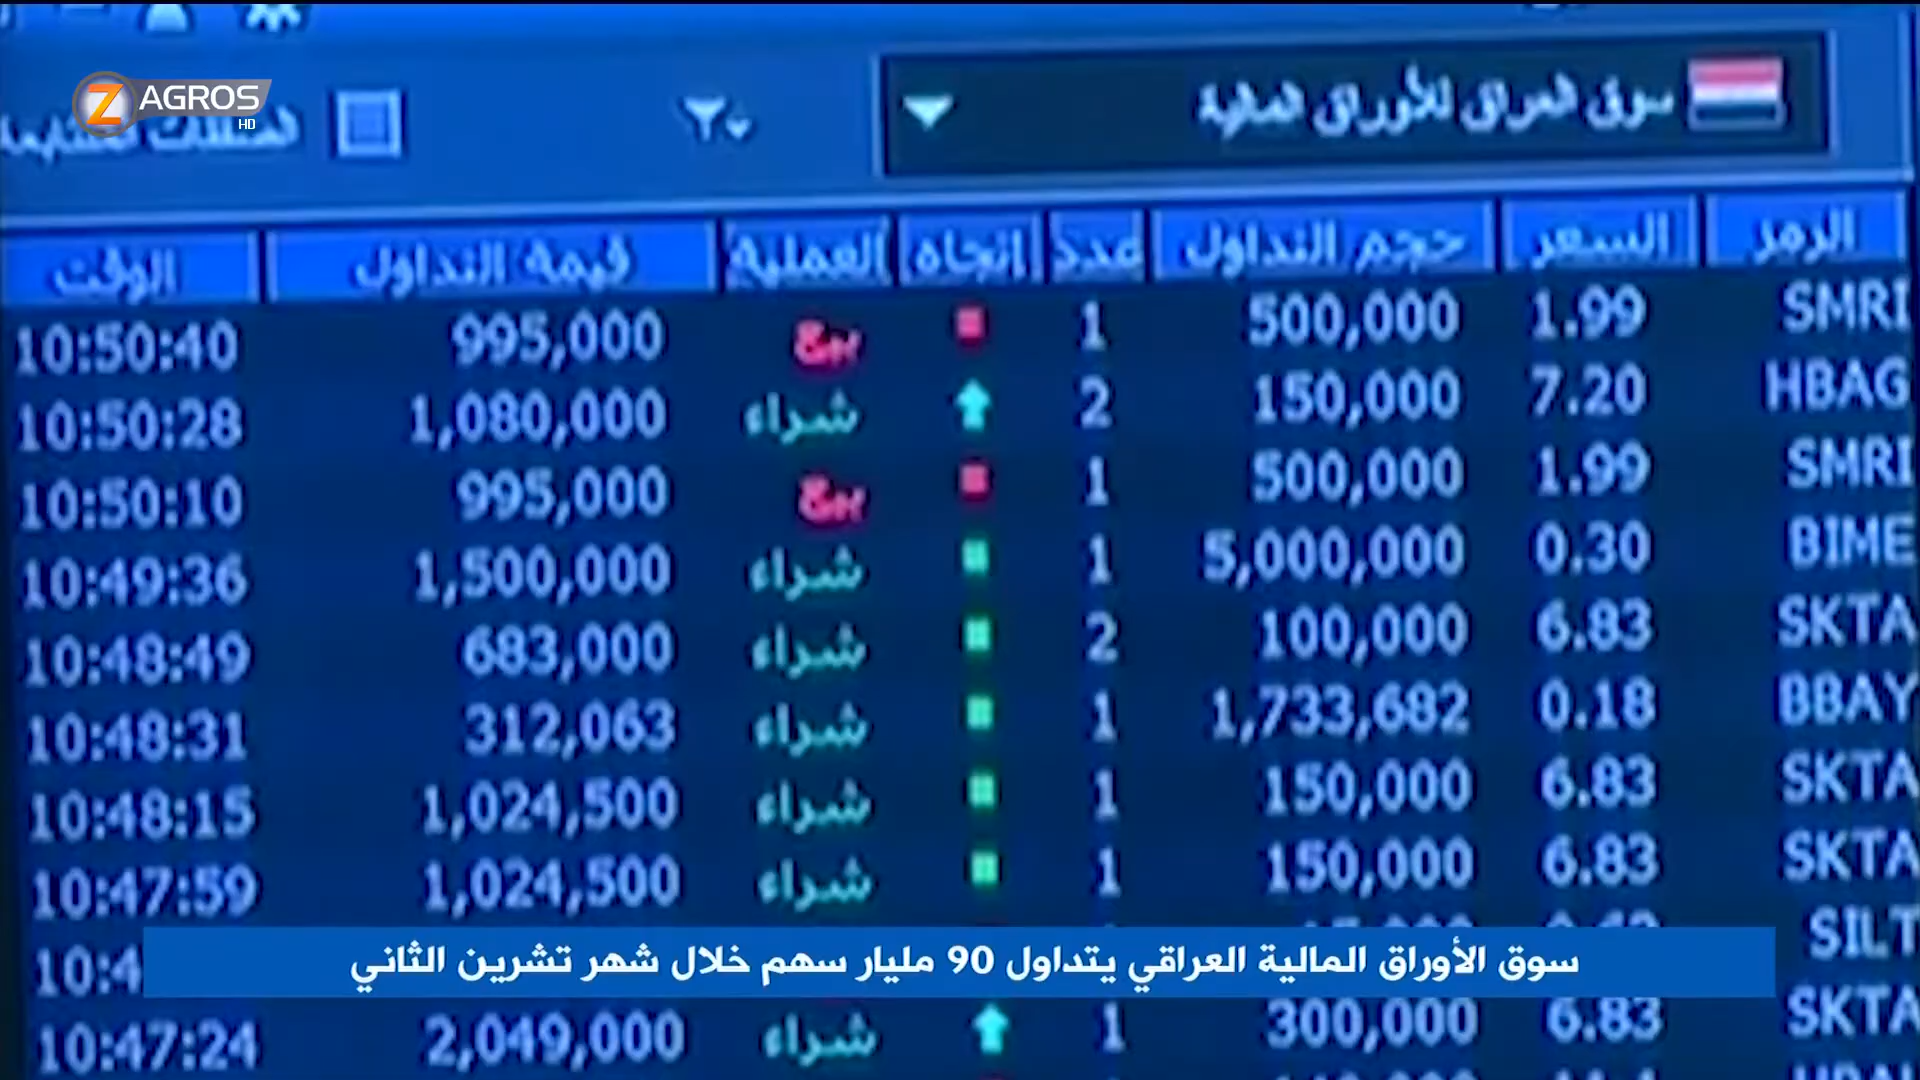 Z AGROS HD
سوق العراق للأوراق المالية
الرمز السعر حجم التداول عدد اتجاه العملية قيمة التداول الوقت
SMRI 1.99 500,000 1 بيع 995,000 10:50:40
HBAG 7.20 150,000 2 شراء 1,080,000 10:50:28
SMRI 1.99 500,000 1 بيع 995,000 10:50:10
BIME 0.30 5,000,000 1 شراء 1,500,000 10:49:36
SKTA 6.83 100,000 2 شراء 683,000 10:48:49
BBAY 0.18 1,733,682 1 شراء 312,063 10:48:31
SKTA 6.83 150,000 1 شراء 1,024,500 10:48:15
SKTA 6.83 150,000 1 شراء 1,024,500 10:47:59
SILT
سوق الأوراق المالية العراقي يتداول 90 مليار سهم خلال شهر تشرين الثاني
SKTA 6.83 300,000 1 شراء 2,049,000 10:47:24